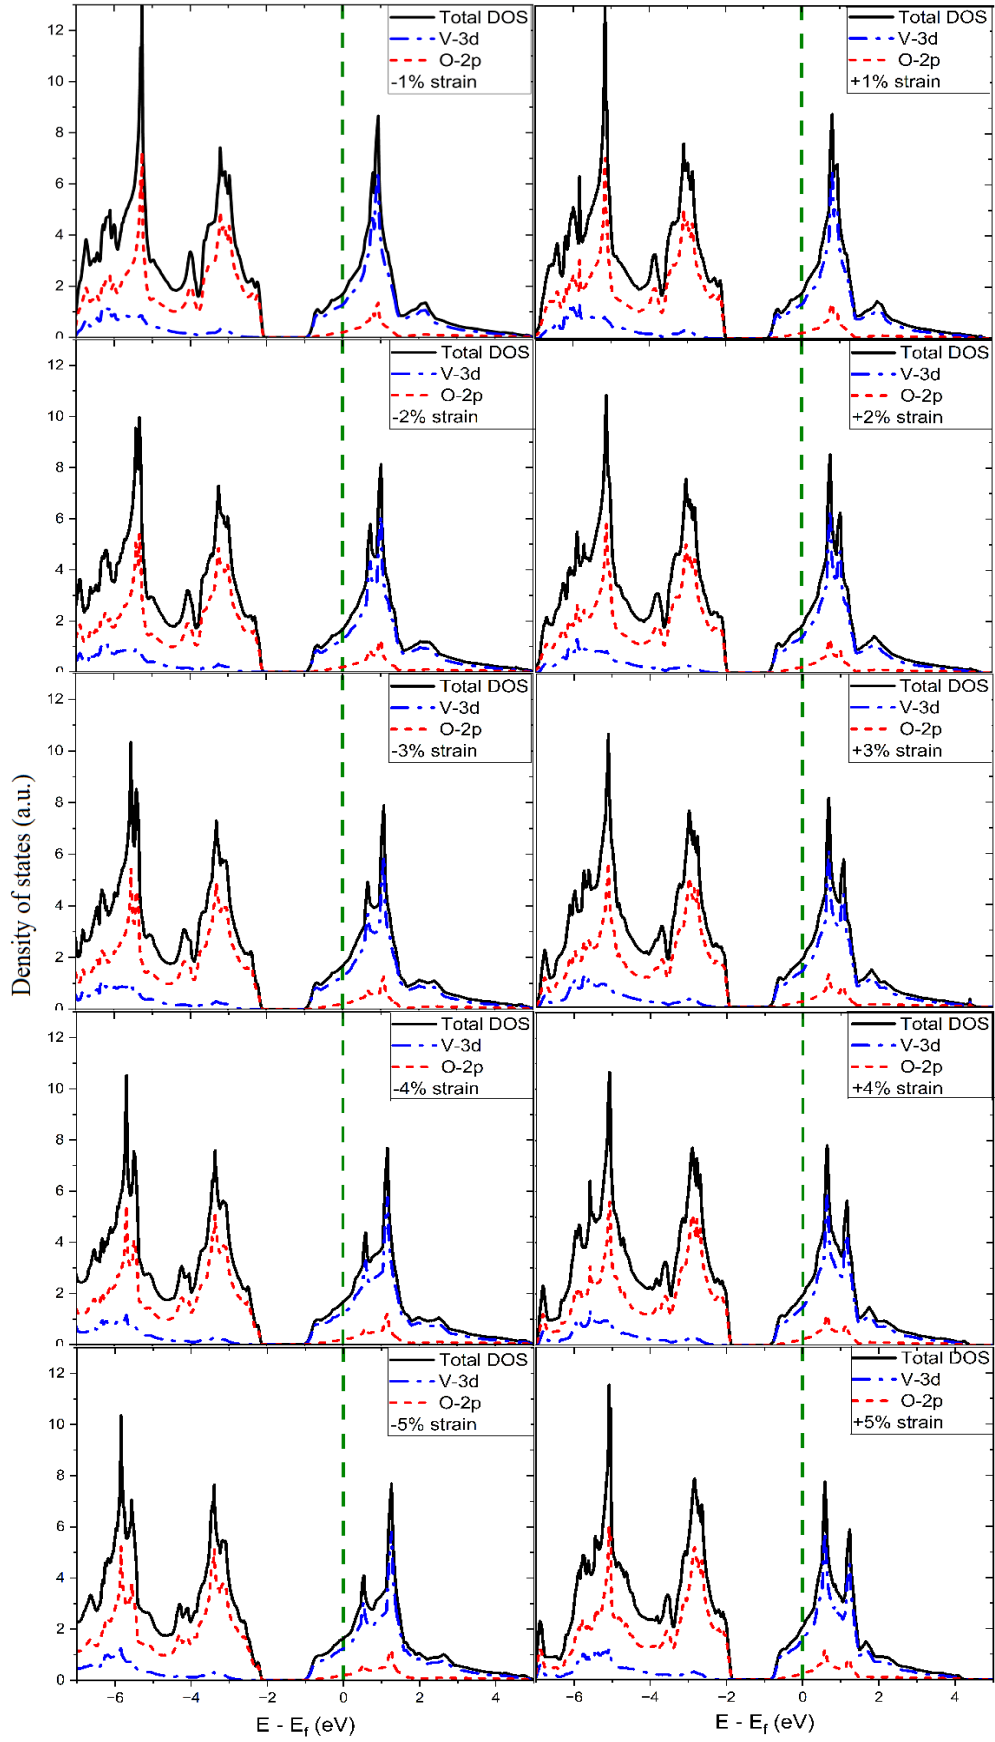 Density of states (a.u.)
12
10
8
6
4
2
0
Total DOS
V-3d
O-2p
-1% strain
Total DOS
V-3d
O-2p
+1% strain
12
10
8
6
4
2
0
Total DOS
V-3d
O-2p
-2% strain
Total DOS
V-3d
O-2p
+2% strain
12
10
8
6
4
2
0
Total DOS
V-3d
O-2p
-3% strain
Total DOS
V-3d
O-2p
+3% strain
12
10
8
6
4
2
0
Total DOS
V-3d
O-2p
-4% strain
Total DOS
V-3d
O-2p
+4% strain
12
10
8
6
4
2
0
Total DOS
V-3d
O-2p
-5% strain
Total DOS
V-3d
O-2p
+5% strain
−6 −4 −2 0 2 4
−6 −4 −2 0 2 4
E - Ef (eV)
E - Ef (eV)